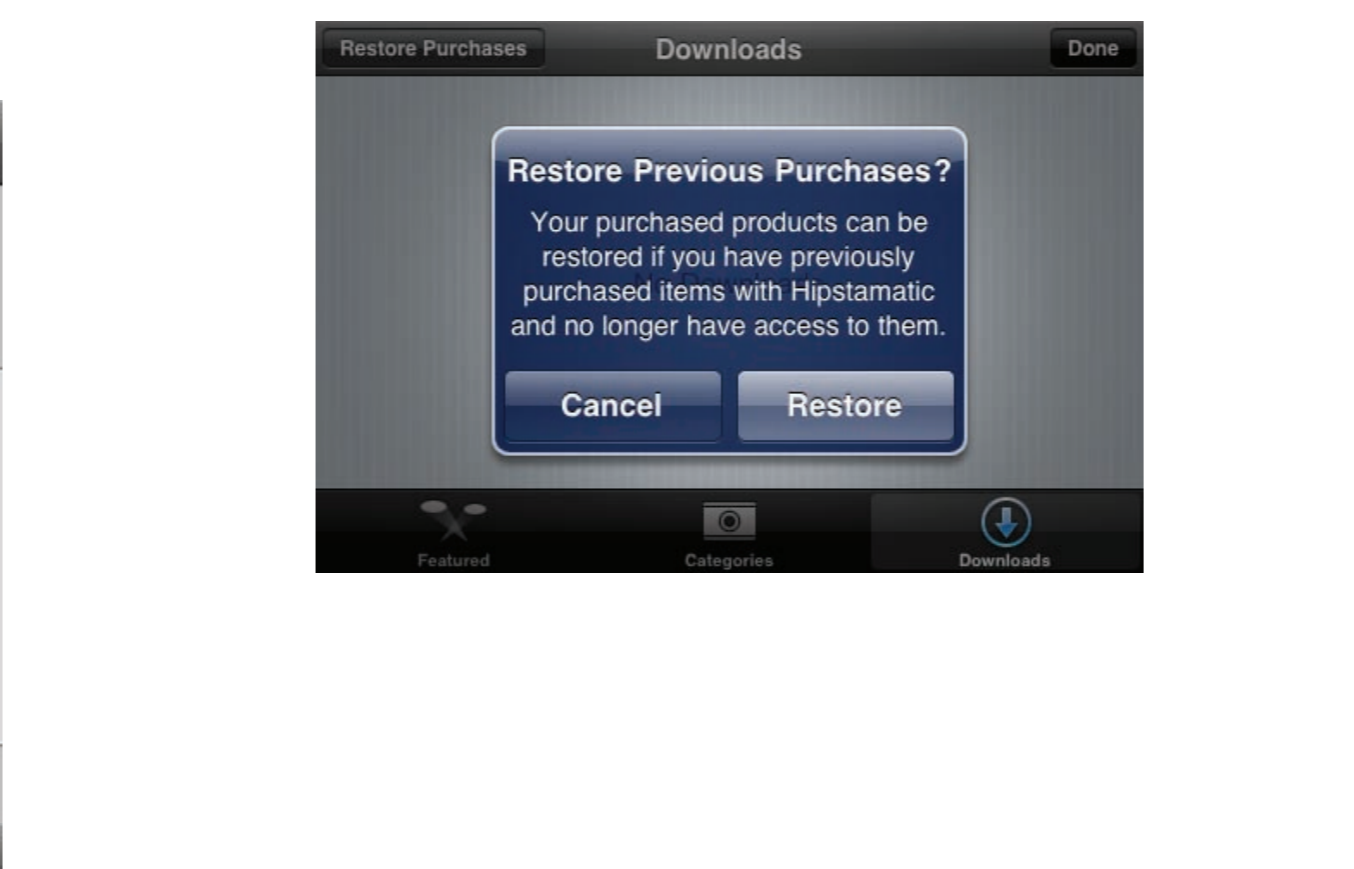 Restore Purchases
Downloads
Done
Restore Previous Purchases?
Your purchased products can be
restored if you have previously
purchased items with Hipstamatic
and no longer have access to them.
Cancel
Restore
Featured
Categories
Downloads